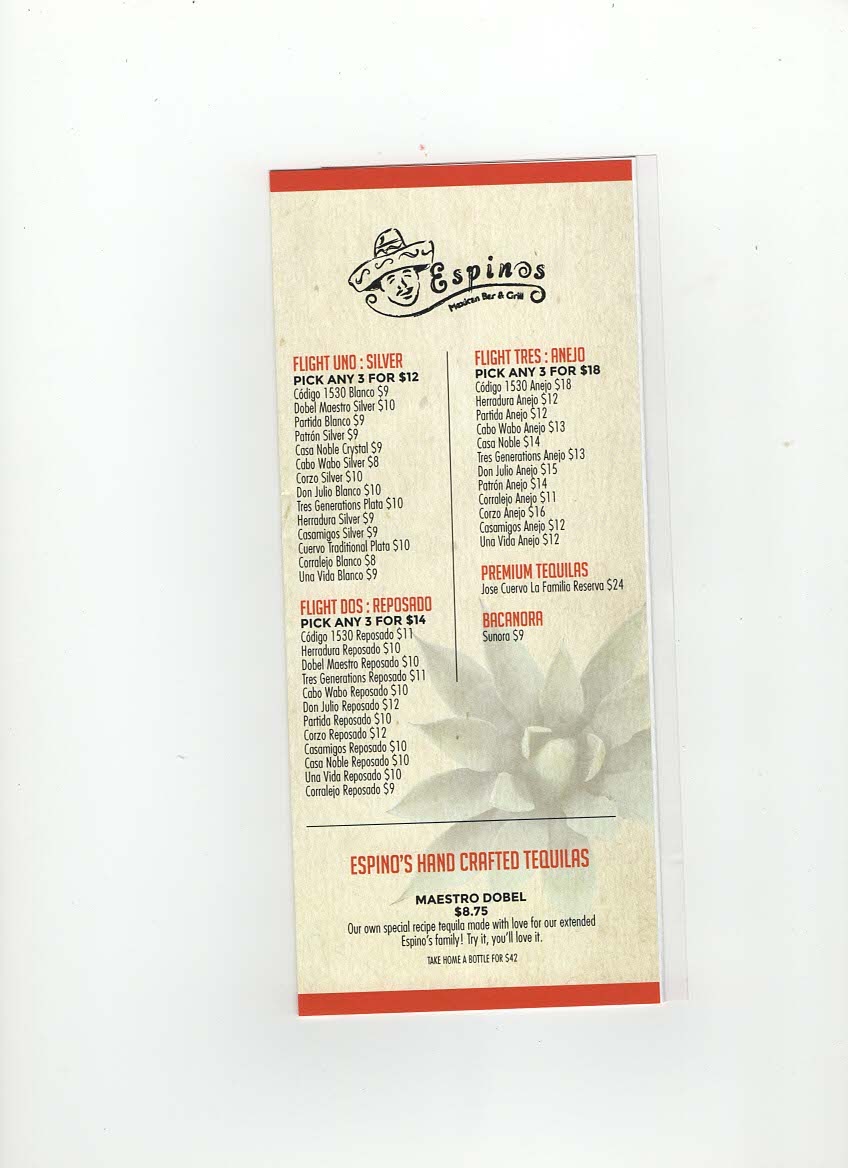 Espinos
Mexican Bar & Grill
FLIGHT UNO : SILVER
PICK ANY 3 FOR $12
Código 1530 Blanco $9
Dobel Maestro Silver $10
Partida Blanco $9
Patrón Silver $9
Casa Noble Crystal $9
Cabo Wabo Silver $8
Corzo Silver $10
Don Julio Blanco $10
Tres Generations Plata $10
Herradura Silver $9
Casamigos Silver $9
Cuervo Traditional Plata $10
Corralejo Blanco $8
Una Vida Blanco $9
FLIGHT DOS : REPOSADO
PICK ANY 3 FOR $14
Código 1530 Reposado $11
Herradura Reposado $10
Dobel Maestro Reposado $10
Tres Generations Reposado $11
Cabo Wabo Reposado $10
Don Julio Reposado $12
Partida Reposado $10
Corzo Reposado $12
Casamigos Reposado $10
Casa Noble Reposado $10
Una Vida Reposado $10
Corralejo Reposado $9
FLIGHT TRES : ANEJO
PICK ANY 3 FOR $18
Código 1530 Anejo $18
Herradura Anejo $12
Partida Anejo $12
Cabo Wabo Anejo $13
Casa Noble $14
Tres Generations Anejo $13
Don Julio Anejo $15
Patrón Anejo $14
Corralejo Anejo $11
Corzo Anejo $16
Casamigos Anejo $12
Una Vida Anejo $12
PREMIUM TEQUILAS
Jose Cuervo La Familia Reserva $24
BACANORA
Sunora $9
ESPINO'S HAND CRAFTED TEQUILAS
MAESTRO DOBEL
$8.75
Our own special recipe tequila made with love for our extended
Espino's family! Try it, you'll love it.
TAKE HOME A BOTTLE FOR $42